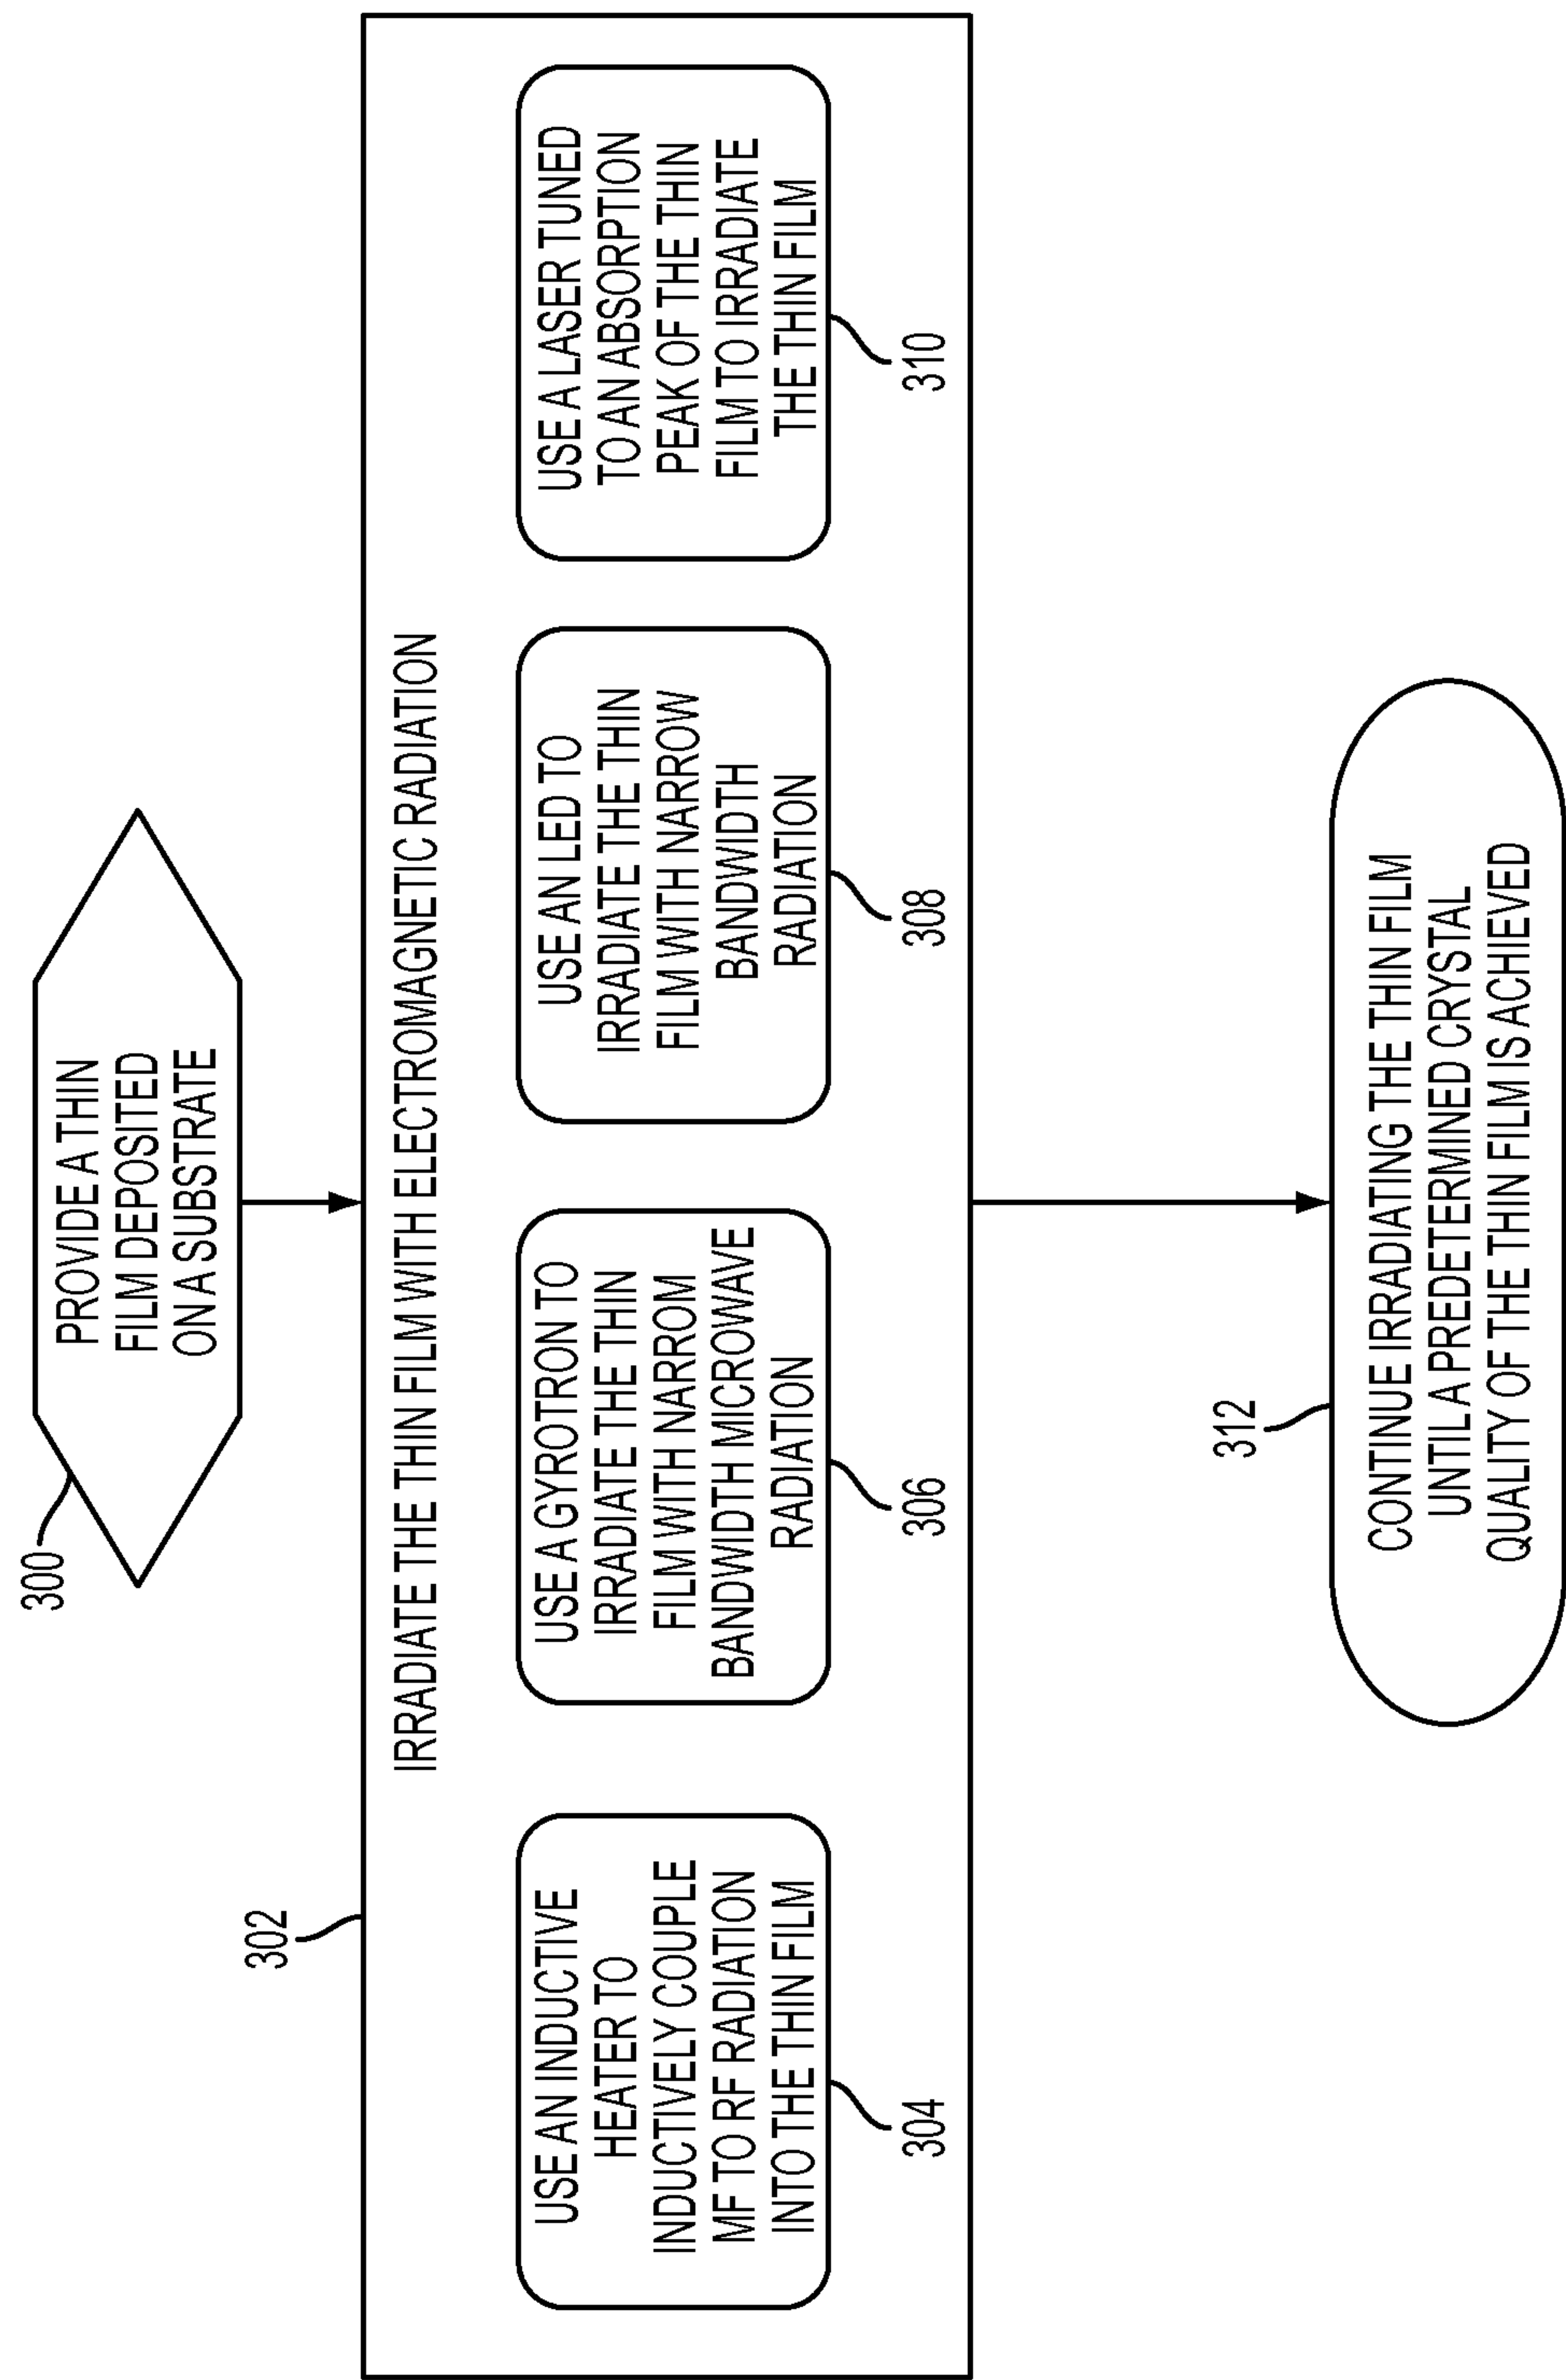 300
PROVIDE A THIN
FILM DEPOSITED
ON A SUBSTRATE
302
IRRADIATE THE THIN FILM WITH ELECTROMAGNETIC RADIATION
USE AN INDUCTIVE
HEATER TO
INDUCTIVELY COUPLE
MF TO RF RADIATION
INTO THE THIN FILM
304
USE A GYROTRON TO
IRRADIATE THE THIN
FILM WITH NARROM
BANDWIDTH MICROWAVE
RADIATION
306
USE AN LED TO
IRRADIATE THE THIN
FILM WITH NARROW
BANDWIDTH
RADIATION
308
USE A LASER TUNED
TO AN ABSORPTION
PEAK OF THE THIN
FILM TO IRRADIATE
THE THIN FILM
310
312
CONTINUE IRRADIATING THE THIN FILM
UNTIL A PREDETERMINED CRYSTAL
QUALITY OF THE THIN FILM IS ACHIEVED